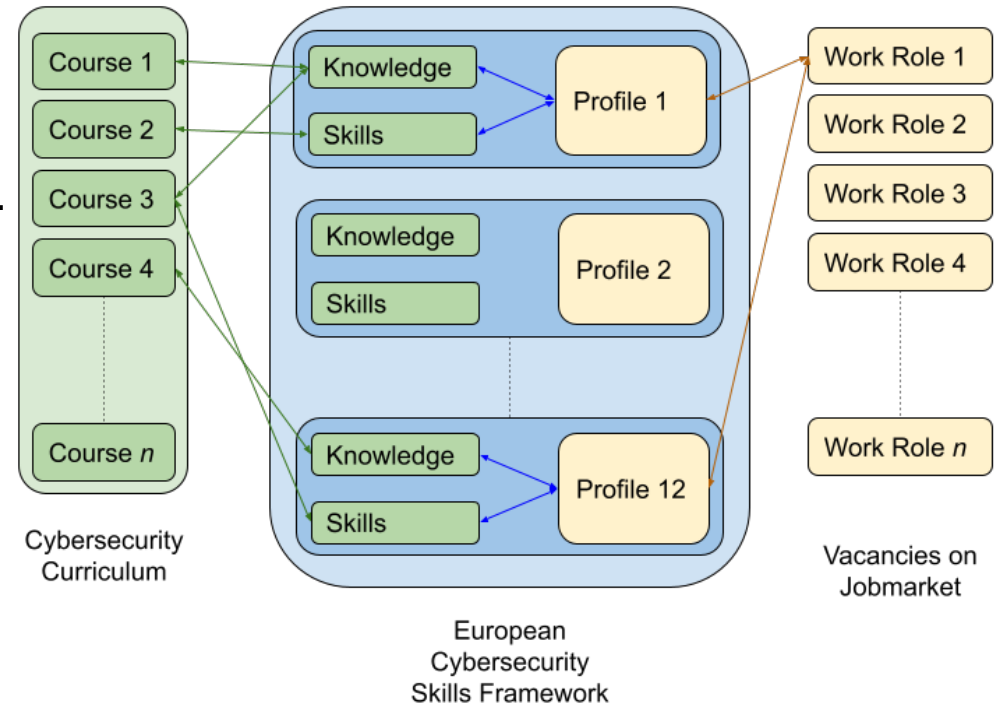 Course 1
Course 2
Course 3
Course 4
Course n
Cybersecurity
Curriculum
Knowledge
Skills
Profile 1
Knowledge
Skills
Profile 2
Knowledge
Skills
Profile 12
European
Cybersecurity
Skills Framework
Work Role 1
Work Role 2
Work Role 3
Work Role 4
Work Role n
Vacancies on
Jobmarket